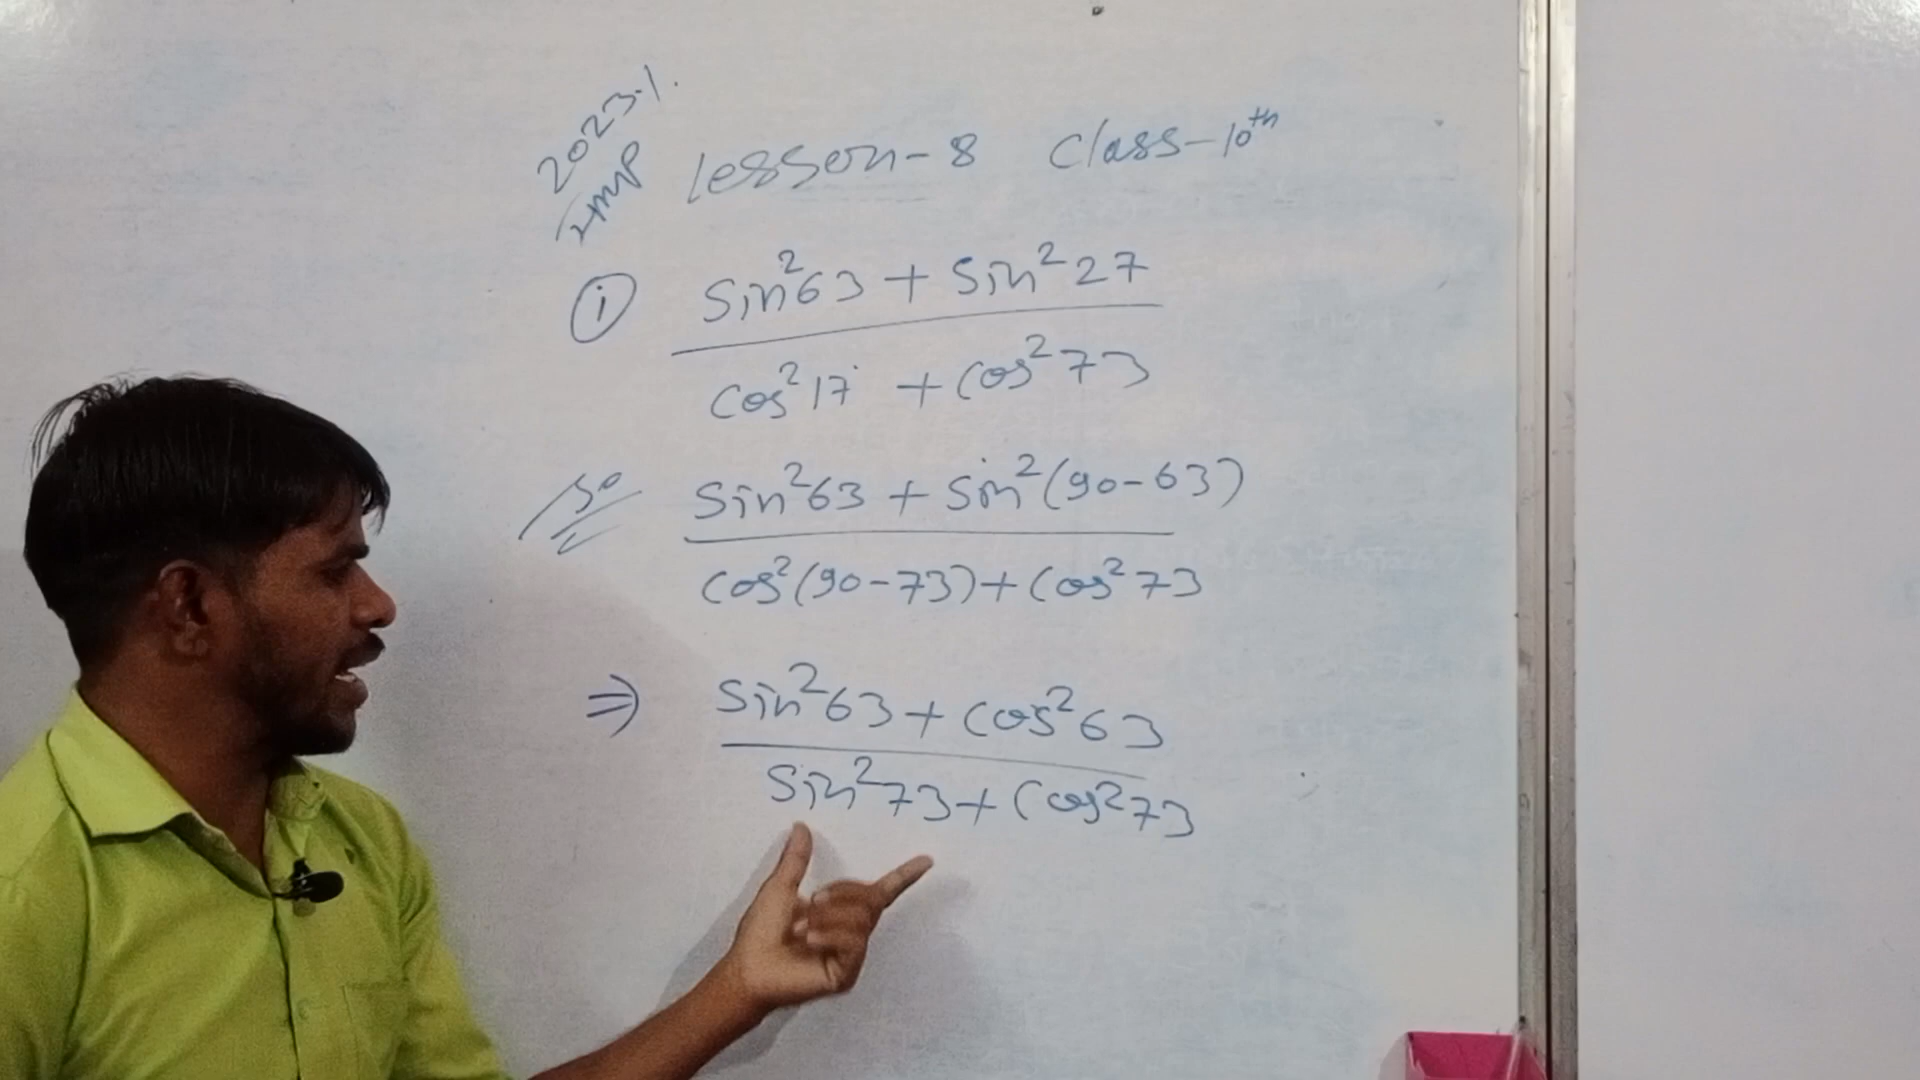 2023.1.
Imp
Lesson-8 Class-10th
(i) Sin²63 + Sin²27
Cos²17 + Cos²73
So Sin²63 + Sin²(90-63)
Cos²(90-73) + Cos²73
⇒ Sin²63 + Cos²63
Sin²73 + Cos²73